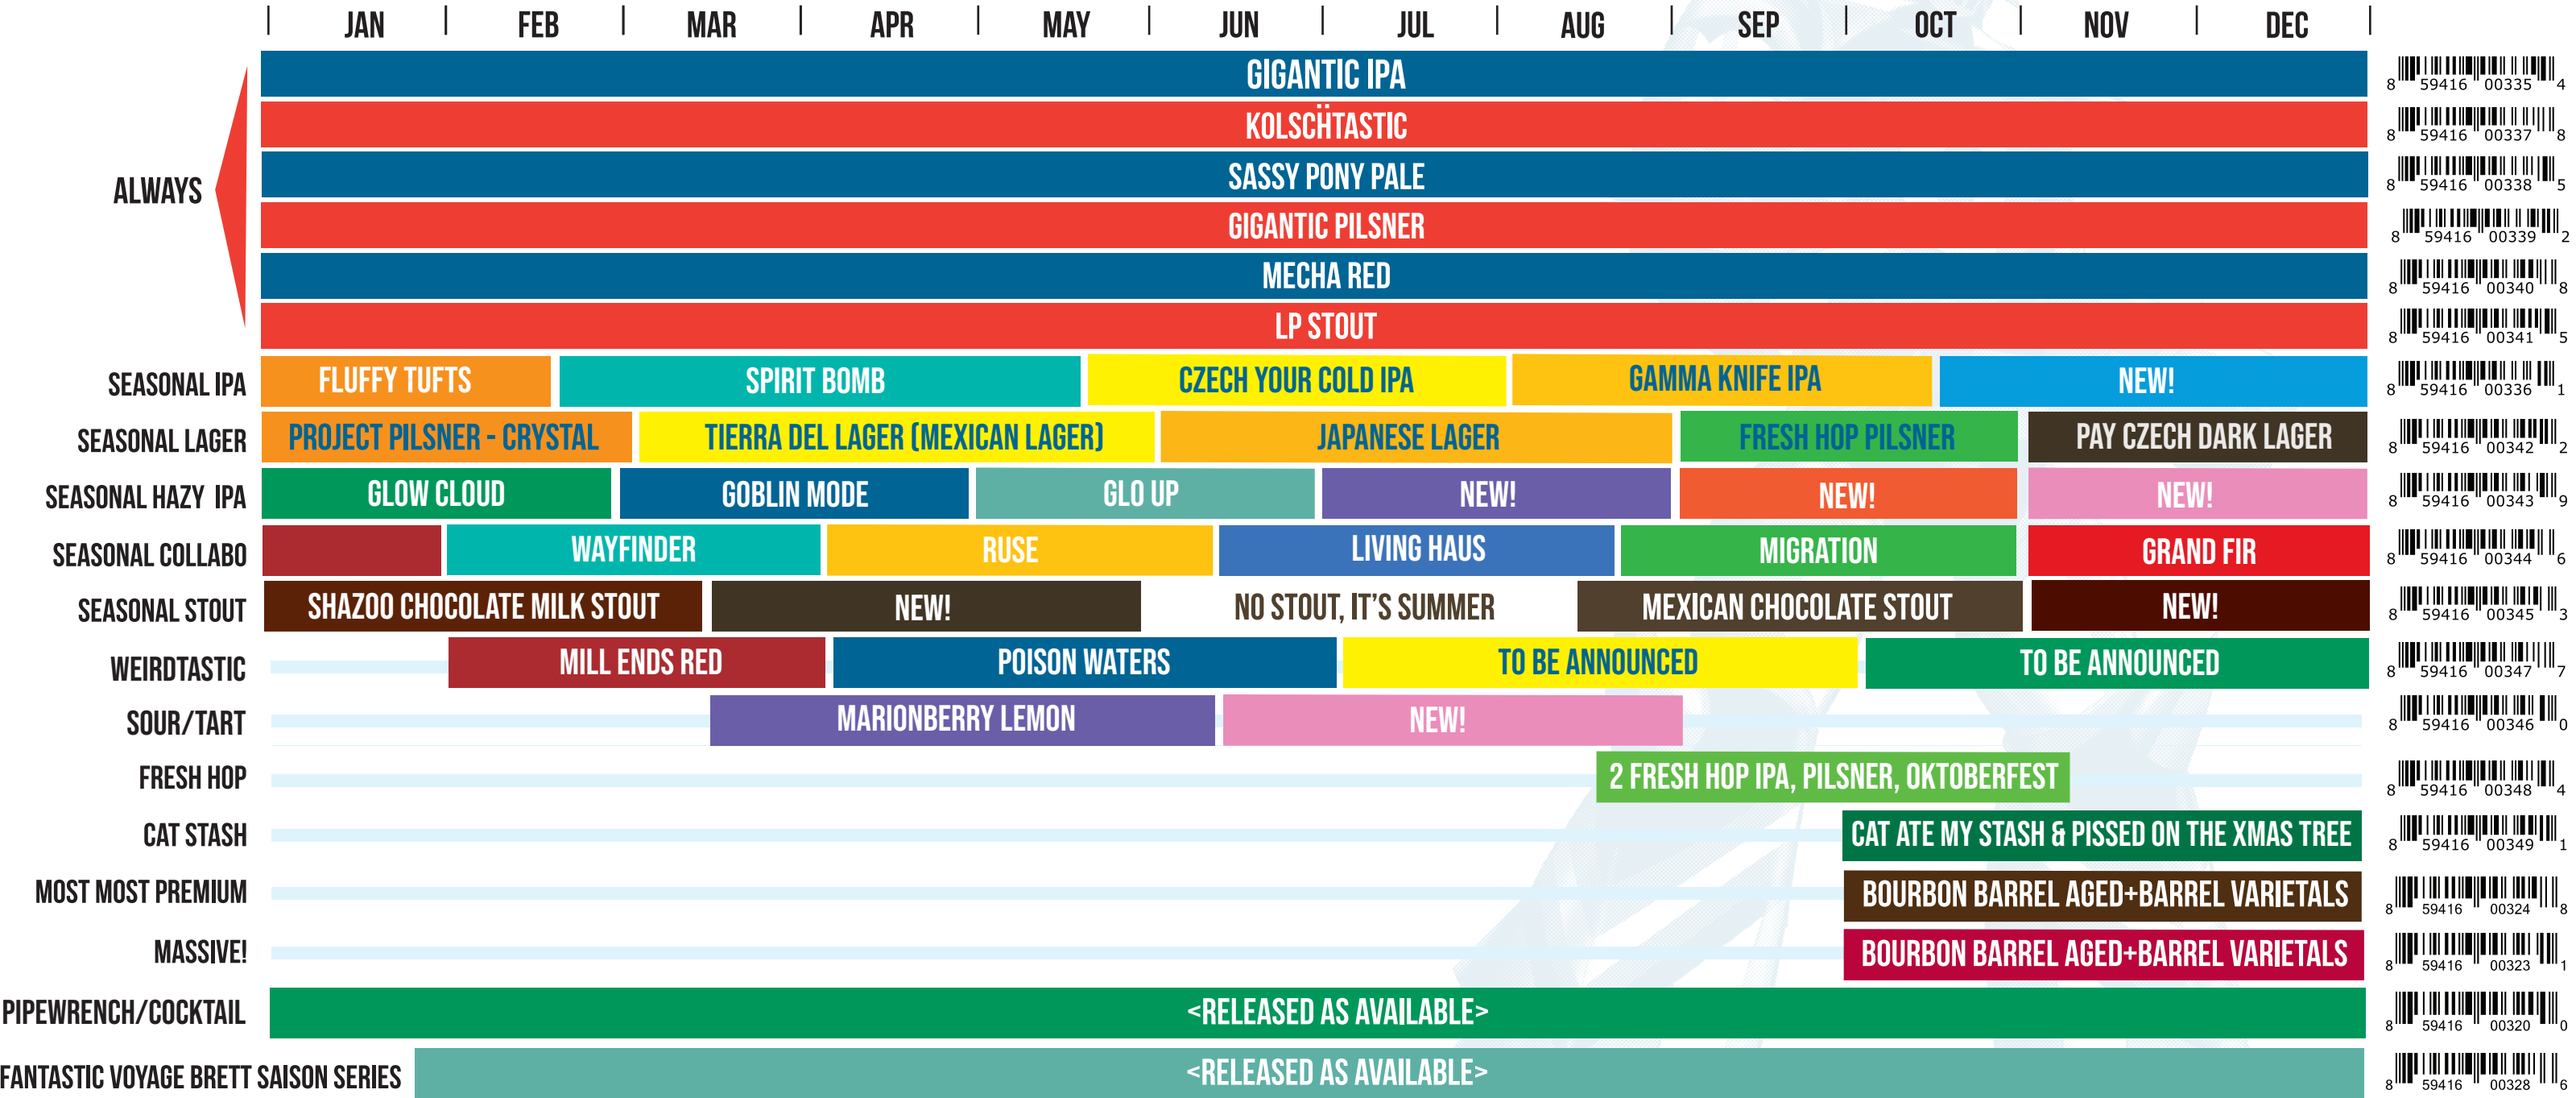 JAN FEB MAR APR MAY JUN JUL AUG SEP OCT NOV DEC
GIGANTIC IPA
8 59416 00335 4
KOLSCḦTASTIC
8 59416 00337 8
ALWAYS
SASSY PONY PALE
8 59416 00338 5
GIGANTIC PILSNER
8 59416 00339 2
MECHA RED
8 59416 00340 8
LP STOUT
8 59416 00341 5
SEASONAL IPA FLUFFY TUFTS SPIRIT BOMB CZECH YOUR COLD IPA GAMMA KNIFE IPA NEW!
8 59416 00336 1
SEASONAL LAGER PROJECT PILSNER - CRYSTAL TIERRA DEL LAGER (MEXICAN LAGER) JAPANESE LAGER FRESH HOP PILSNER PAY CZECH DARK LAGER
8 59416 00342 2
SEASONAL HAZY IPA GLOW CLOUD GOBLIN MODE GLO UP NEW! NEW! NEW!
8 59416 00343 9
SEASONAL COLLABO WAYFINDER RUSE LIVING HAUS MIGRATION GRAND FIR
8 59416 00344 6
SEASONAL STOUT SHAZOO CHOCOLATE MILK STOUT NEW! NO STOUT, IT'S SUMMER MEXICAN CHOCOLATE STOUT NEW!
8 59416 00345 3
WEIRDTASTIC MILL ENDS RED POISON WATERS TO BE ANNOUNCED TO BE ANNOUNCED
8 59416 00347 7
SOUR/TART MARIONBERRY LEMON NEW!
8 59416 00346 0
FRESH HOP 2 FRESH HOP IPA, PILSNER, OKTOBERFEST
8 59416 00348 4
CAT STASH CAT ATE MY STASH & PISSED ON THE XMAS TREE
8 59416 00349 1
MOST MOST PREMIUM BOURBON BARREL AGED+BARREL VARIETALS
8 59416 00324 8
MASSIVE! BOURBON BARREL AGED+BARREL VARIETALS
8 59416 00323 1
PIPEWRENCH/COCKTAIL <RELEASED AS AVAILABLE>
8 59416 00320 0
FANTASTIC VOYAGE BRETT SAISON SERIES <RELEASED AS AVAILABLE>
8 59416 00328 6